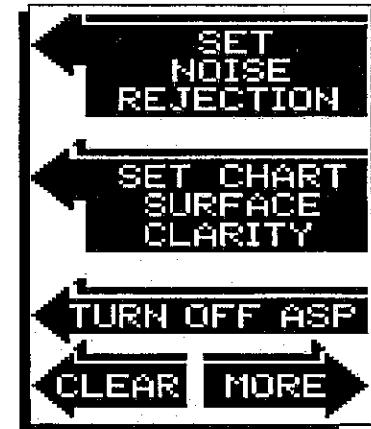 SET
NOISE
REJECTION
SET CHART
SURFACE
CLARITY
TURN OFF ASP
CLEAR MORE